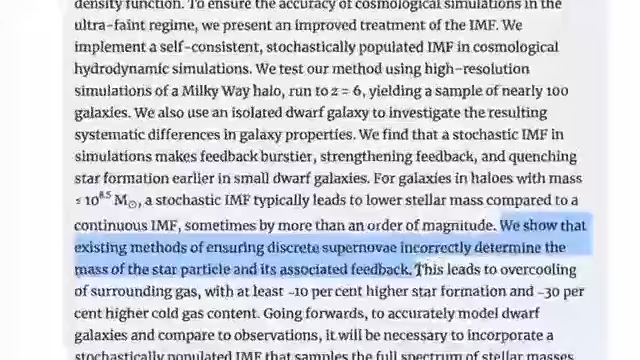 density function. To ensure the accuracy of cosmological simulations in the
ultra-faint regime, we present an improved treatment of the IMF. We
implement a self-consistent, stochastically populated IMF in cosmological
hydrodynamic simulations. We test our method using high-resolution
simulations of a Milky Way halo, run to z = 6, yielding a sample of nearly 100
galaxies. We also use an isolated dwarf galaxy to investigate the resulting
systematic differences in galaxy properties. We find that a stochastic IMF in
simulations makes feedback burstier, strengthening feedback, and quenching
star formation earlier in small dwarf galaxies. For galaxies in haloes with mass
≤ 10^8.5 M⊙, a stochastic IMF typically leads to lower stellar mass compared to a
continuous IMF, sometimes by more than an order of magnitude. We show that
existing methods of ensuring discrete supernovae incorrectly determine the
mass of the star particle and its associated feedback. This leads to overcooling
of surrounding gas, with at least ~10 per cent higher star formation and ~30 per
cent higher cold gas content. Going forwards, to accurately model dwarf
galaxies and compare to observations, it will be necessary to incorporate a
stochastically populated IMF that samples the full spectrum of stellar masses